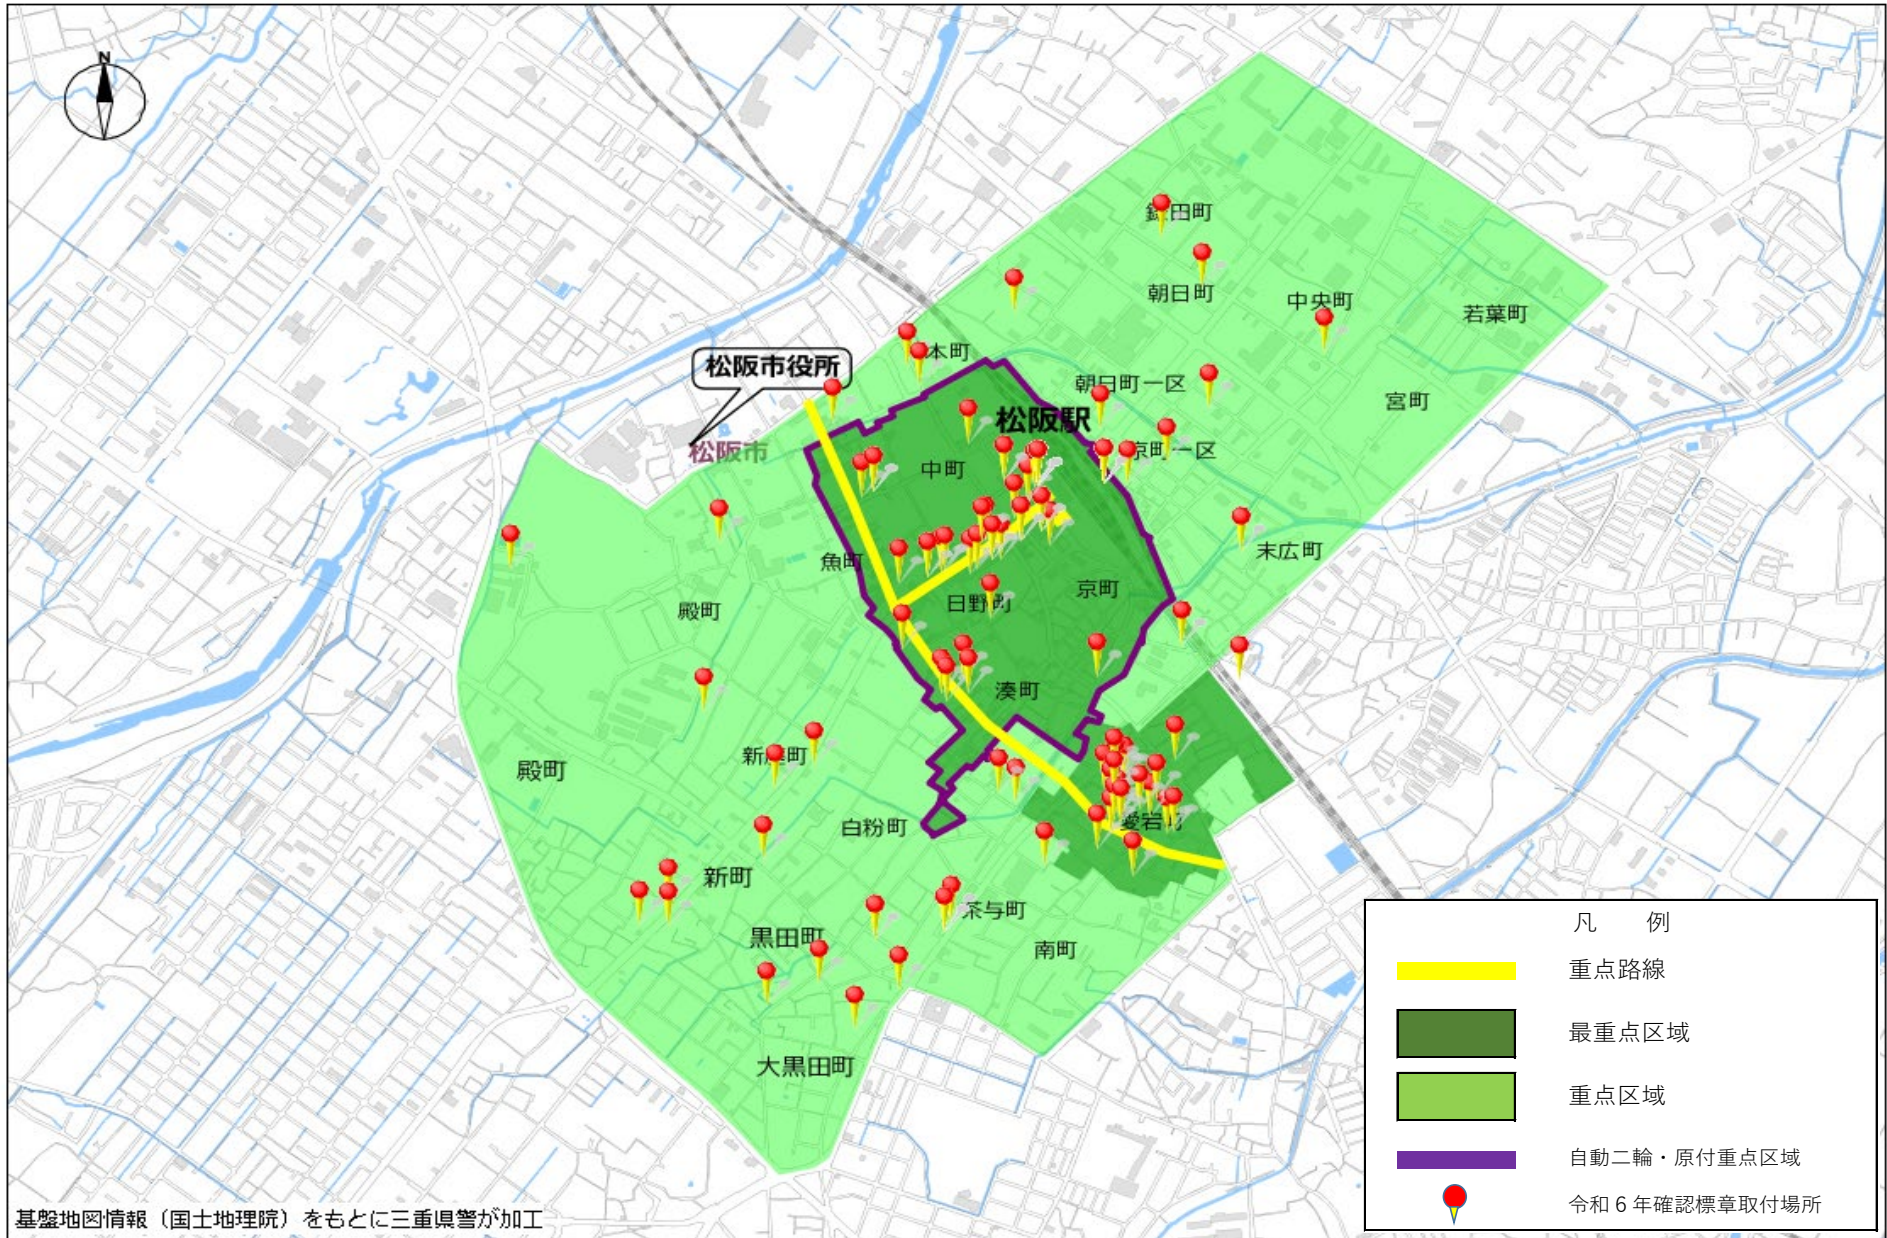 N
鎌田町
朝日町
中央町
若葉町
本町
松阪市役所
朝日町一区
宮町
松阪駅
松阪市
京町一区
中町
末広町
魚町
京町
日野町
殿町
湊町
新座町
殿町
愛宕町
白粉町
新町
茶与町
黒田町
南町
大黒田町
凡 例
重点路線
最重点区域
重点区域
自動二輪・原付重点区域
令和6年確認標章取付場所
基盤地図情報（国土地理院）をもとに三重県警が加工